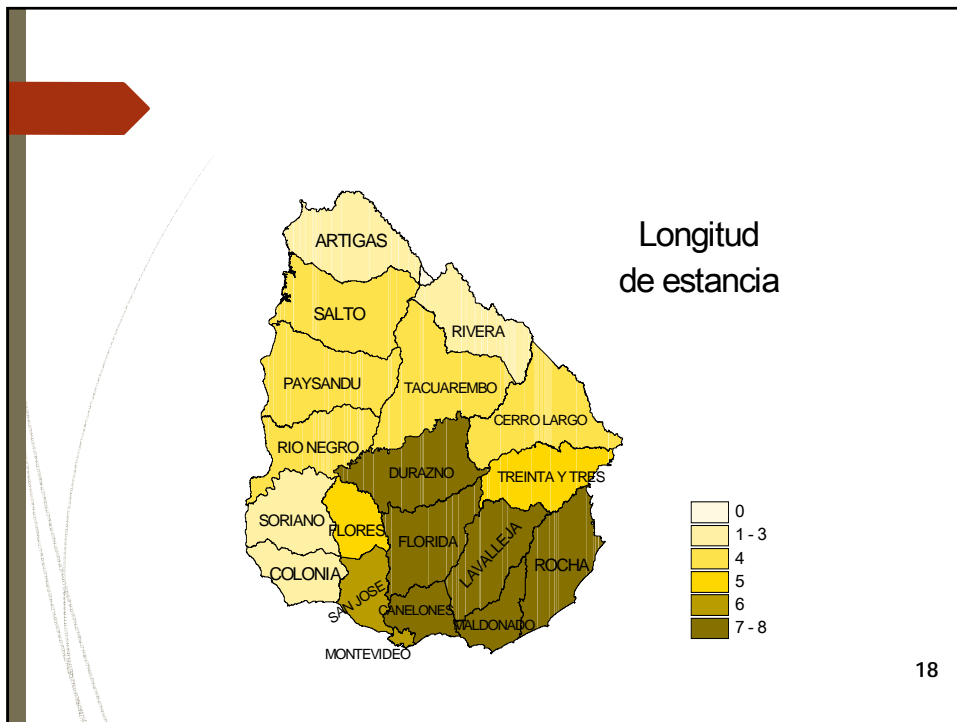 Longitud
de estancia
ARTIGAS
SALTO
RIVERA
PAYSANDU
TACUAREMBO
CERRO LARGO
RIO NEGRO
DURAZNO
TREINTA Y TRES
SORIANO
FLORES
FLORIDA
LAVALLEJA
ROCHA
COLONIA
SAN JOSE
CANELONES
MALDONADO
MONTEVIDEO
0
1 - 3
4
5
6
7 - 8
18